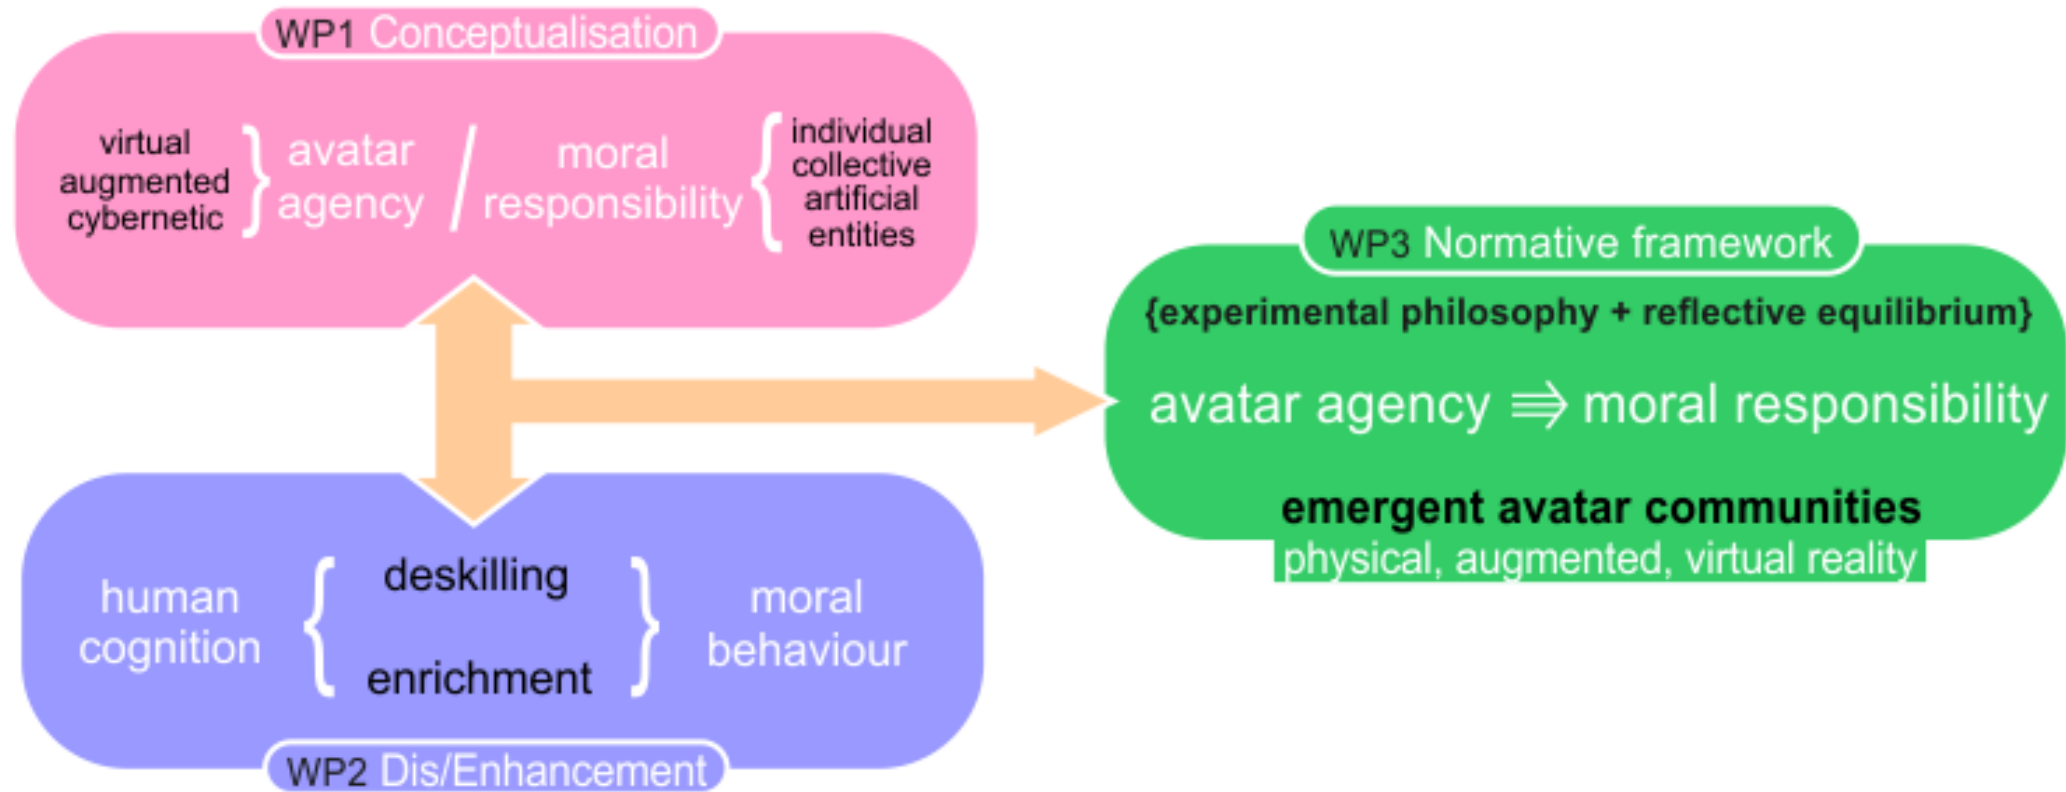 WP1 Conceptualisation
virtual
augmented
cybernetic
}
avatar
agency
/
moral
responsibility
{
individual
collective
artificial
entities
WP2 Dis/Enhancement
human
cognition
{
deskilling
enrichment
}
moral
behaviour
WP3 Normative framework
{experimental philosophy + reflective equilibrium}
avatar agency ⇛ moral responsibility
emergent avatar communities
physical, augmented, virtual reality